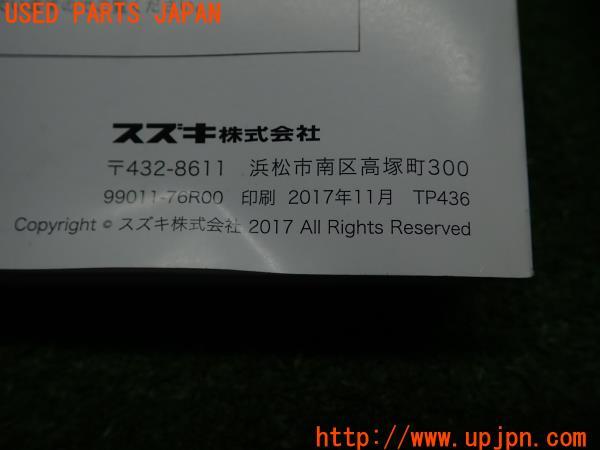 USED PARTS JAPAN
スズキ株式会社
〒432-8611 浜松市南区高塚町300
99011-76R00 印刷 2017年11月 TP436
Copyright © スズキ株式会社 2017 All Rights Reserved
http://www.upjpn.com/